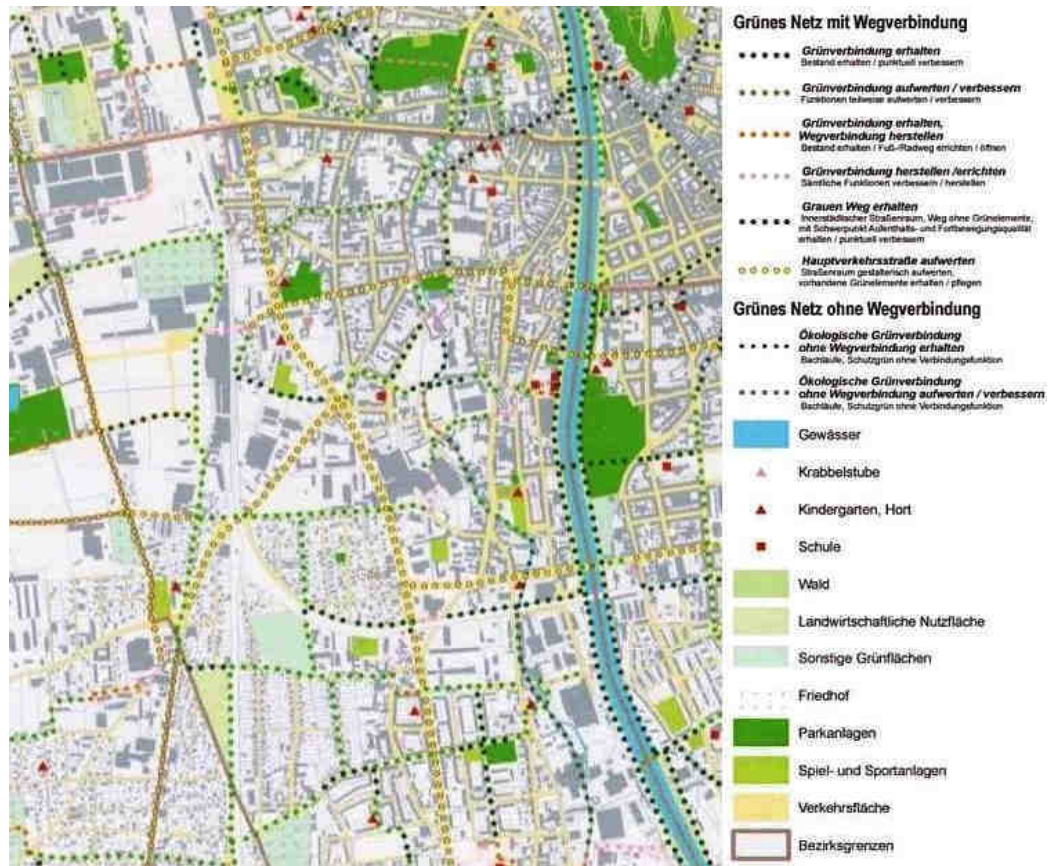 Grünes Netz mit Wegverbindung
Grünverbindung erhalten
Bestand erhalten / punktuell verbessern
Grünverbindung aufwerten / verbessern
Funktionen teilweise aufwerten / verbessern
Grünverbindung erhalten,
Wegverbindung herstellen
Bestand erhalten / Fuß-/Radweg errichten / öffnen
Grünverbindung herstellen /errichten
Sämtliche Funktionen verbessern / herstellen
Grauen Weg erhalten
Innerstädtischer Straßenraum, Weg ohne Grünelemente,
mit Schwerpunkt Aufenthalts- und Fortbewegungsqualität
erhalten / punktuell verbessern
Hauptverkehrsstraße aufwerten
Straßenraum gestalterisch aufwerten,
vorhandene Grünelemente erhalten / pflegen
Grünes Netz ohne Wegverbindung
Ökologische Grünverbindung
ohne Wegverbindung erhalten
Bachläufe, Schutzgrün ohne Verbindungsfunktion
Ökologische Grünverbindung
ohne Wegverbindung aufwerten / verbessern
Bachläufe, Schutzgrün ohne Verbindungsfunktion
Gewässer
Krabbelstube
Kindergarten, Hort
Schule
Wald
Landwirtschaftliche Nutzfläche
Sonstige Grünflächen
Friedhof
Parkanlagen
Spiel- und Sportanlagen
Verkehrsfläche
Bezirksgrenzen